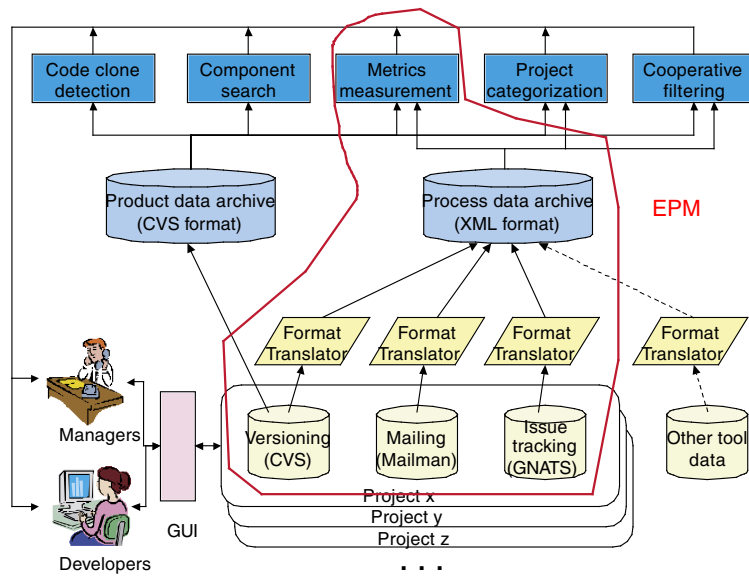 Code clone
detection
Component
search
Metrics
measurement
Project
categorization
Cooperative
filtering
Product data archive
(CVS format)
Process data archive
(XML format)
EPM
Format
Translator
Format
Translator
Format
Translator
Format
Translator
Managers
Versioning
(CVS)
Mailing
(Mailman)
Issue
tracking
(GNATS)
Other tool
data
Project x
Project y
Project z
GUI
Developers
. . .